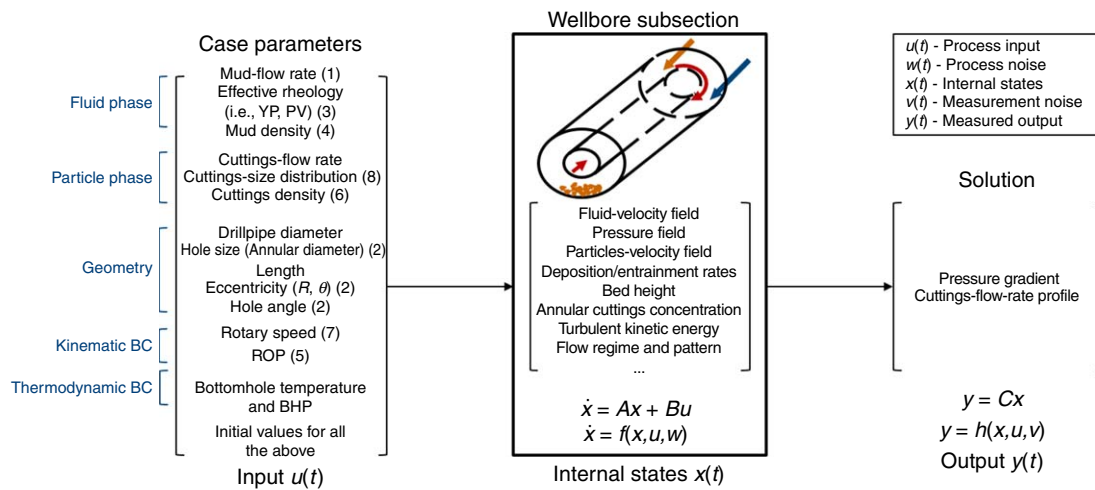 Case parameters
Fluid phase
Mud-flow rate (1)
Effective rheology
(i.e., YP, PV) (3)
Mud density (4)
Particle phase
Cuttings-flow rate
Cuttings-size distribution (8)
Cuttings density (6)
Geometry
Drillpipe diameter
Hole size (Annular diameter) (2)
Length
Eccentricity (R, θ) (2)
Hole angle (2)
Kinematic BC
Rotary speed (7)
ROP (5)
Thermodynamic BC
Bottomhole temperature
and BHP
Initial values for all
the above
Input u(t)
Wellbore subsection
Fluid-velocity field
Pressure field
Particles-velocity field
Deposition/entrainment rates
Bed height
Annular cuttings concentration
Turbulent kinetic energy
Flow regime and pattern
...
ẋ = Ax + Bu
ẋ = f(x,u,w)
Internal states x(t)
u(t) - Process input
w(t) - Process noise
x(t) - Internal states
v(t) - Measurement noise
y(t) - Measured output
Solution
Pressure gradient
Cuttings-flow-rate profile
y = Cx
y = h(x,u,v)
Output y(t)